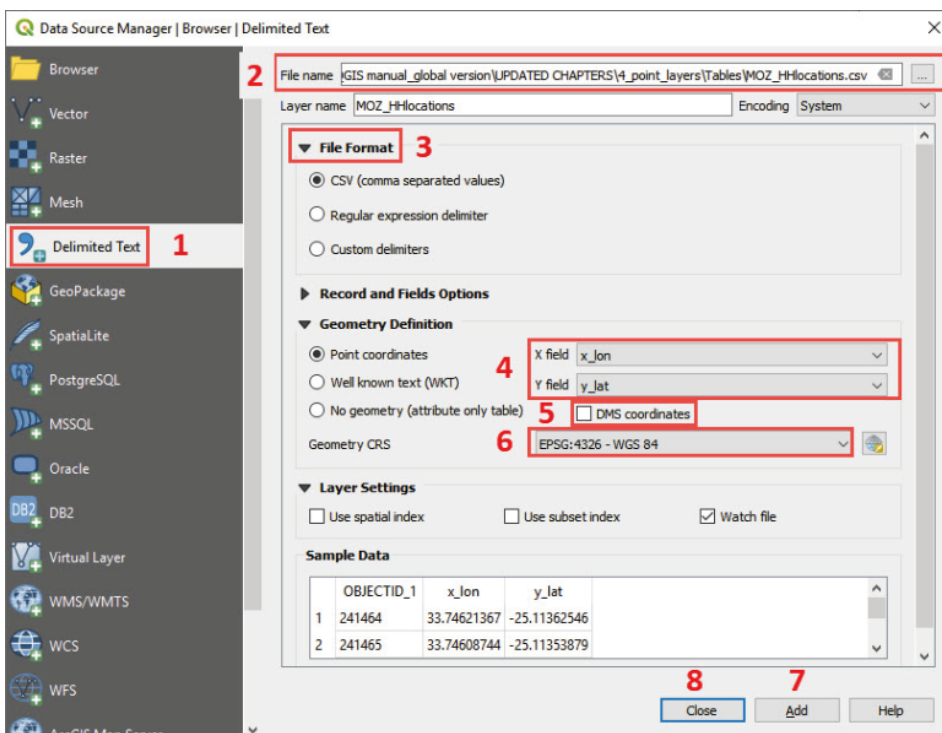 Data Source Manager | Browser | Delimited Text
Browser
Vector
Raster
Mesh
Delimited Text 1
GeoPackage
SpatiaLite
PostgreSQL
MSSQL
Oracle
DB2 DB2
Virtual Layer
WMS/WMTS
WCS
WFS
2 File name GIS manual_global version\UPDATED CHAPTERS\4_point_layers\Tables\MOZ_HHlocations.csv ...
Layer name MOZ_HHlocations Encoding System
File Format 3
CSV (comma separated values)
Regular expression delimiter
Custom delimiters
Record and Fields Options
Geometry Definition
Point coordinates 4 X field x_lon
Well known text (WKT) Y field y_lat
No geometry (attribute only table) 5 DMS coordinates
Geometry CRS 6 EPSG:4326 - WGS 84
Layer Settings
Use spatial index Use subset index Watch file
Sample Data
OBJECTID_1 x_lon y_lat
1 241464 33.74621367 -25.11362546
2 241465 33.74608744 -25.11353879
8 7
Close Add Help